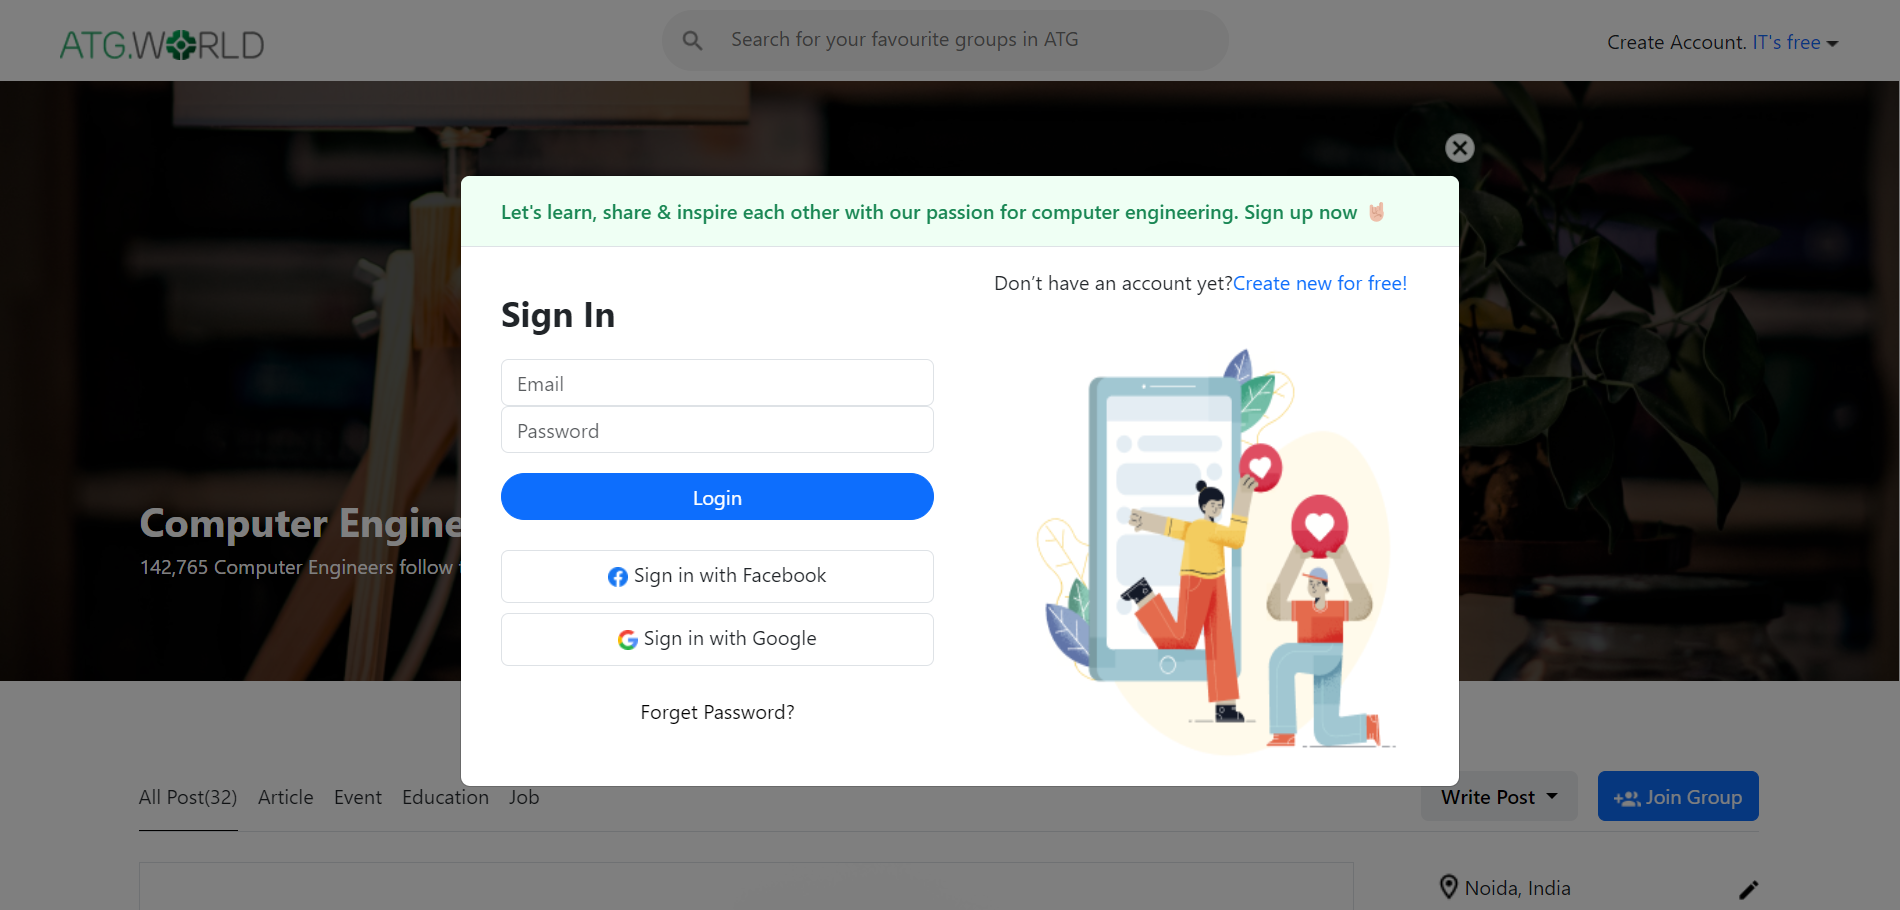 ATG.WORLD
Search for your favourite groups in ATG
Create Account. IT's free
Let's learn, share & inspire each other with our passion for computer engineering. Sign up now 🤘🏻
Don’t have an account yet?Create new for free!
Sign In
Email
Password
Login
Sign in with Facebook
Sign in with Google
Forget Password?
Computer Engine
142,765 Computer Engineers follow
All Post(32) Article Event Education Job
Write Post
Join Group
Noida, India